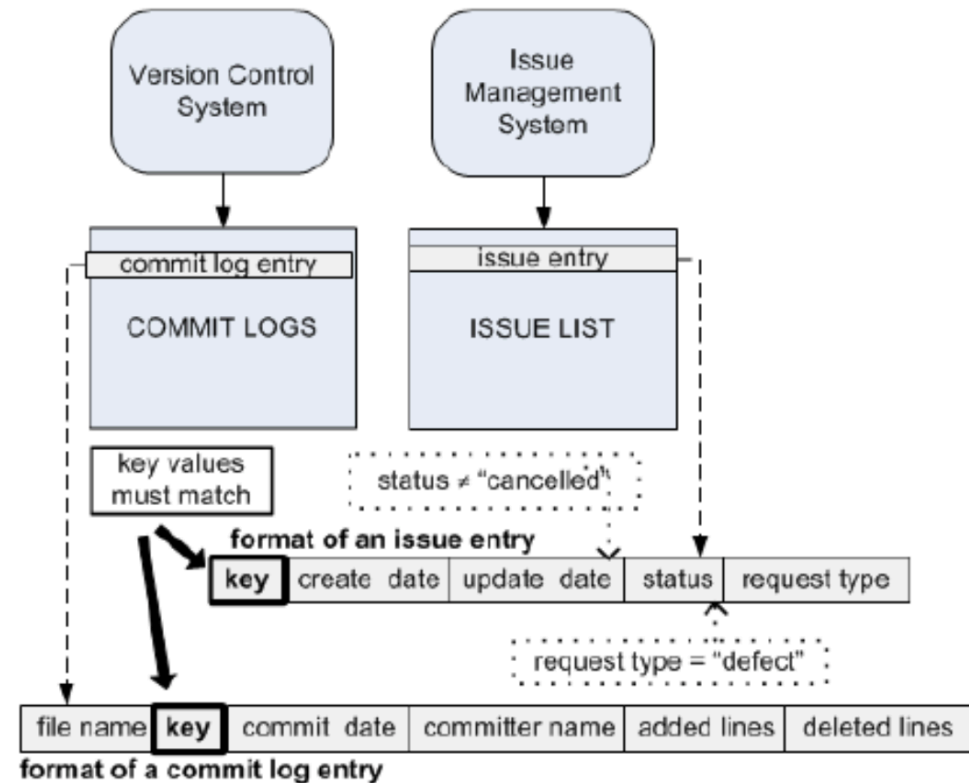 Version Control
System
Issue
Management
System
commit log entry
COMMIT LOGS
issue entry
ISSUE LIST
key values
must match
status ≠ “cancelled”
format of an issue entry
key
create date
update date
status
request type
request type = “defect”
file name
key
commit date
committer name
added lines
deleted lines
format of a commit log entry